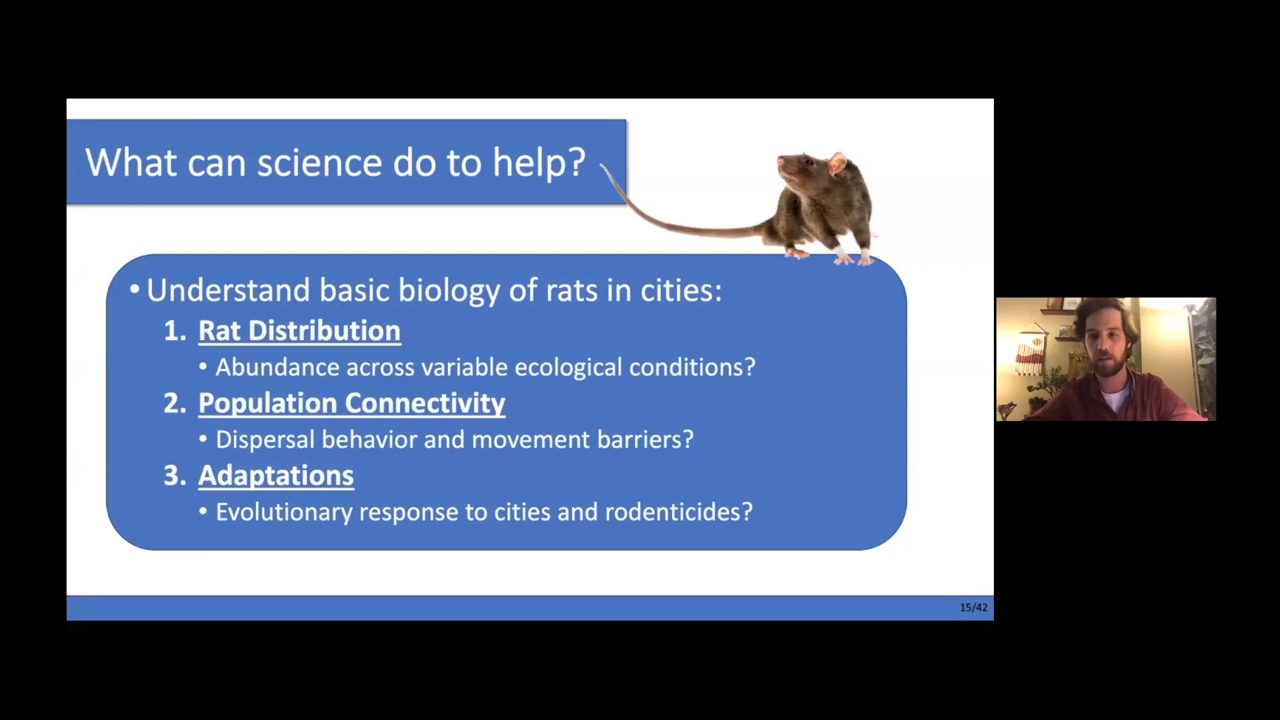 What can science do to help?
• Understand basic biology of rats in cities:
1. Rat Distribution
• Abundance across variable ecological conditions?
2. Population Connectivity
• Dispersal behavior and movement barriers?
3. Adaptations
• Evolutionary response to cities and rodenticides?
15/42